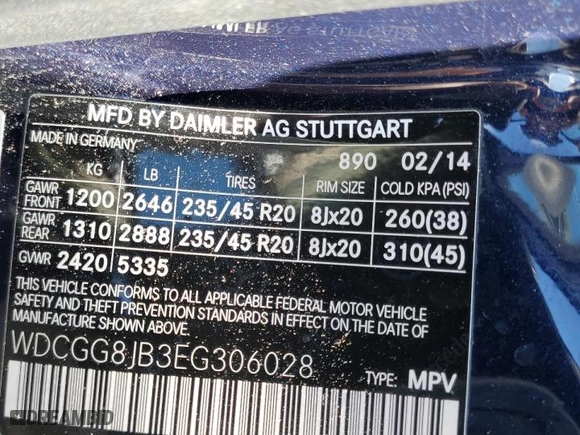 MFD BY DAIMLER AG STUTTGART
MADE IN GERMANY
890 02/14
KG LB TIRES RIM SIZE COLD KPA (PSI)
GAWR FRONT 1200 2646 235/45 R20 8Jx20 260(38)
GAWR REAR 1310 2888 235/45 R20 8Jx20 310(45)
GVWR 2420 5335
THIS VEHICLE CONFORMS TO ALL APPLICABLE FEDERAL MOTOR VEHICLE
SAFETY AND THEFT PREVENTION STANDARDS IN EFFECT ON THE DATE OF
MANUFACTURE SHOWN ABOVE.
WDCGG8JB3EG306028
TYPE: MPV
DREAMBID